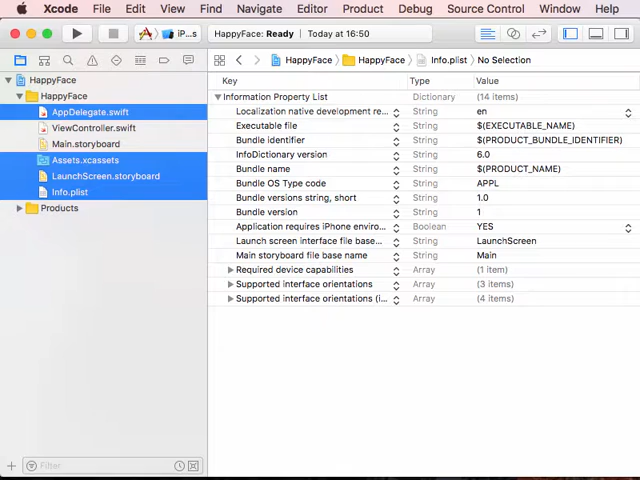 Xcode File Edit View Find Navigate Editor Product Debug Source Control Window Help
iP... HappyFace: Ready Today at 16:50
HappyFace HappyFace Info.plist No Selection
HappyFace
HappyFace
AppDelegate.swift
ViewController.swift
Main.storyboard
Assets.xcassets
LaunchScreen.storyboard
Info.plist
Products
Filter
Key Type Value
Information Property List Dictionary (14 items)
Localization native development re... String en
Executable file String $(EXECUTABLE_NAME)
Bundle identifier String $(PRODUCT_BUNDLE_IDENTIFIER)
InfoDictionary version String 6.0
Bundle name String $(PRODUCT_NAME)
Bundle OS Type code String APPL
Bundle versions string, short String 1.0
Bundle version String 1
Application requires iPhone enviro... Boolean YES
Launch screen interface file base... String LaunchScreen
Main storyboard file base name String Main
Required device capabilities Array (1 item)
Supported interface orientations Array (3 items)
Supported interface orientations (i... Array (4 items)